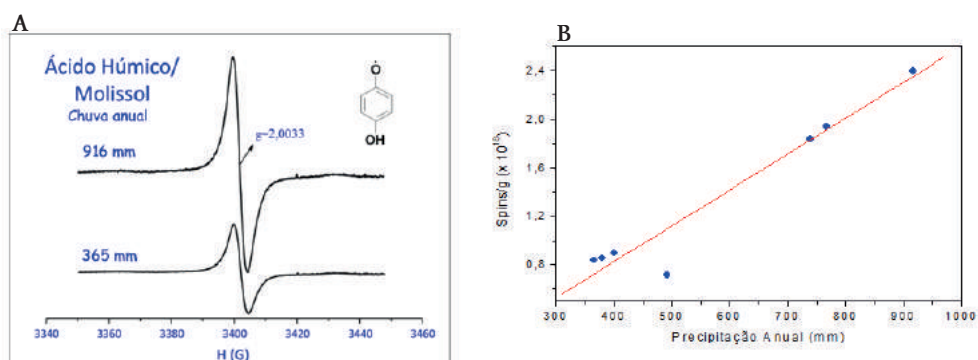 A
Ácido Húmico/
Molissol
Chuva anual
916 mm
365 mm
g=2,0033
O
OH
3340 3360 3380 3400 3420 3440 3460
H (G)
B
Spins/g (x 10¹⁸)
2,4
2,0
1,6
1,2
0,8
300 400 500 600 700 800 900 1000
Precipitação Anual (mm)